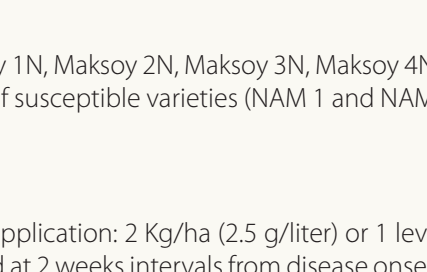 1N, Maksoy 2N, Maksoy 3N, Maksoy 4N
susceptible varieties (NAM 1 and NAM
pplication: 2 Kg/ha (2.5 g/liter) or 1 lev
at 2 weeks intervals from disease onse